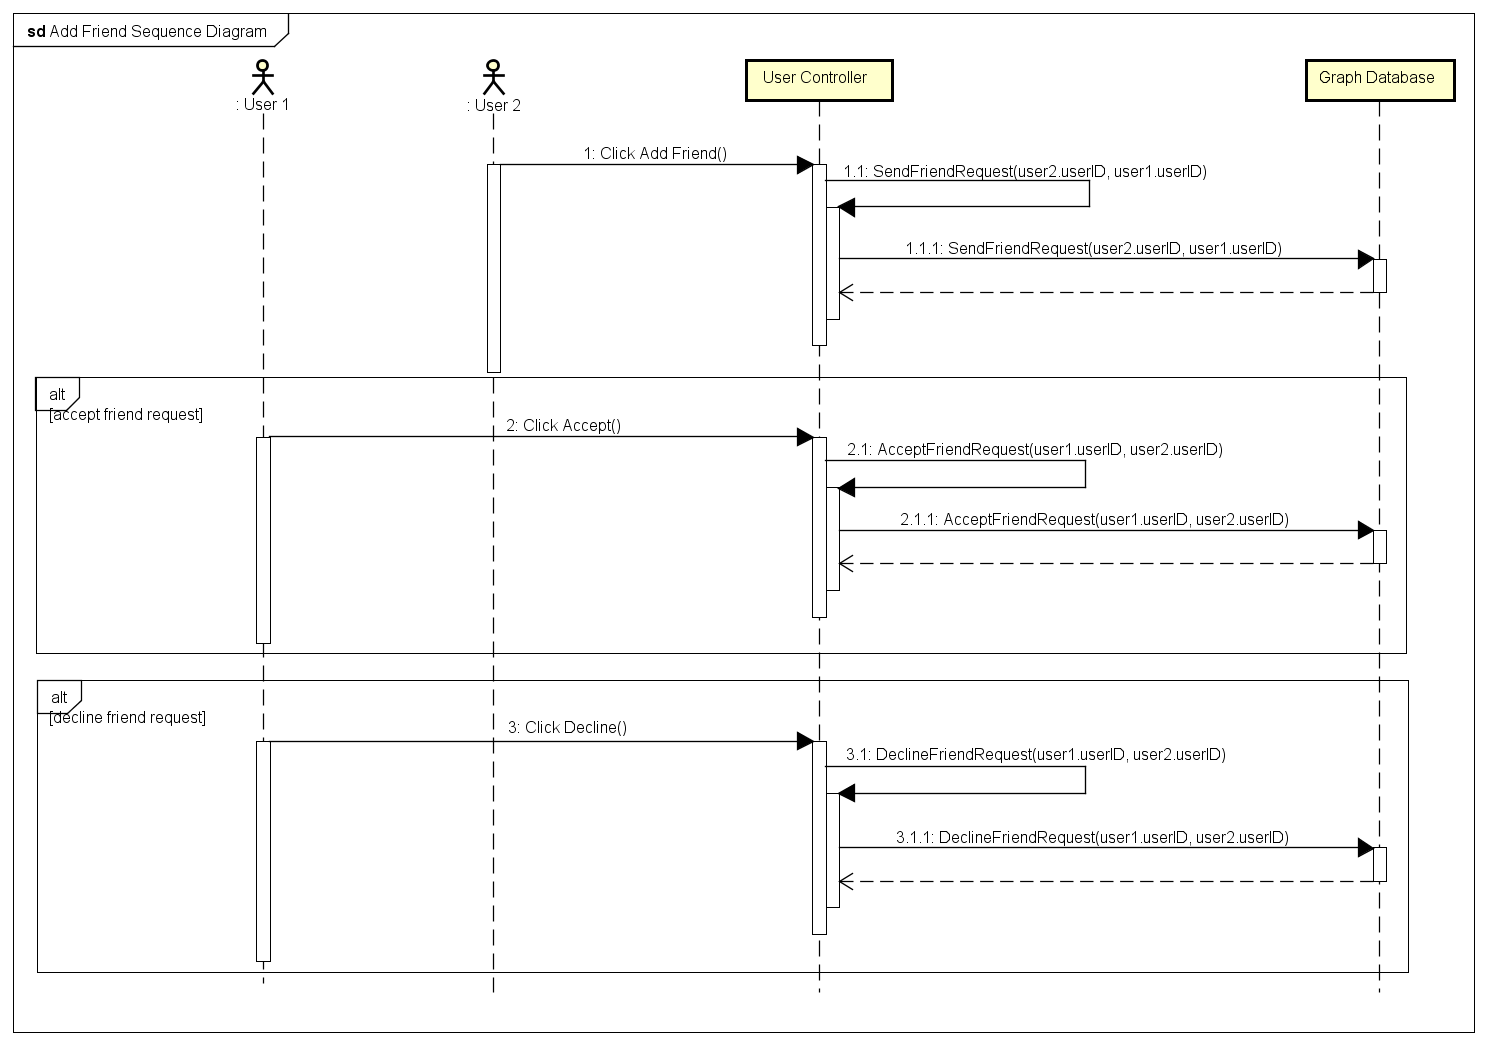 sd Add Friend Sequence Diagram
: User 1
: User 2
User Controller
Graph Database
1: Click Add Friend()
1.1: SendFriendRequest(user2.userID, user1.userID)
1.1.1: SendFriendRequest(user2.userID, user1.userID)
alt
[accept friend request]
2: Click Accept()
2.1: AcceptFriendRequest(user1.userID, user2.userID)
2.1.1: AcceptFriendRequest(user1.userID, user2.userID)
alt
[decline friend request]
3: Click Decline()
3.1: DeclineFriendRequest(user1.userID, user2.userID)
3.1.1: DeclineFriendRequest(user1.userID, user2.userID)